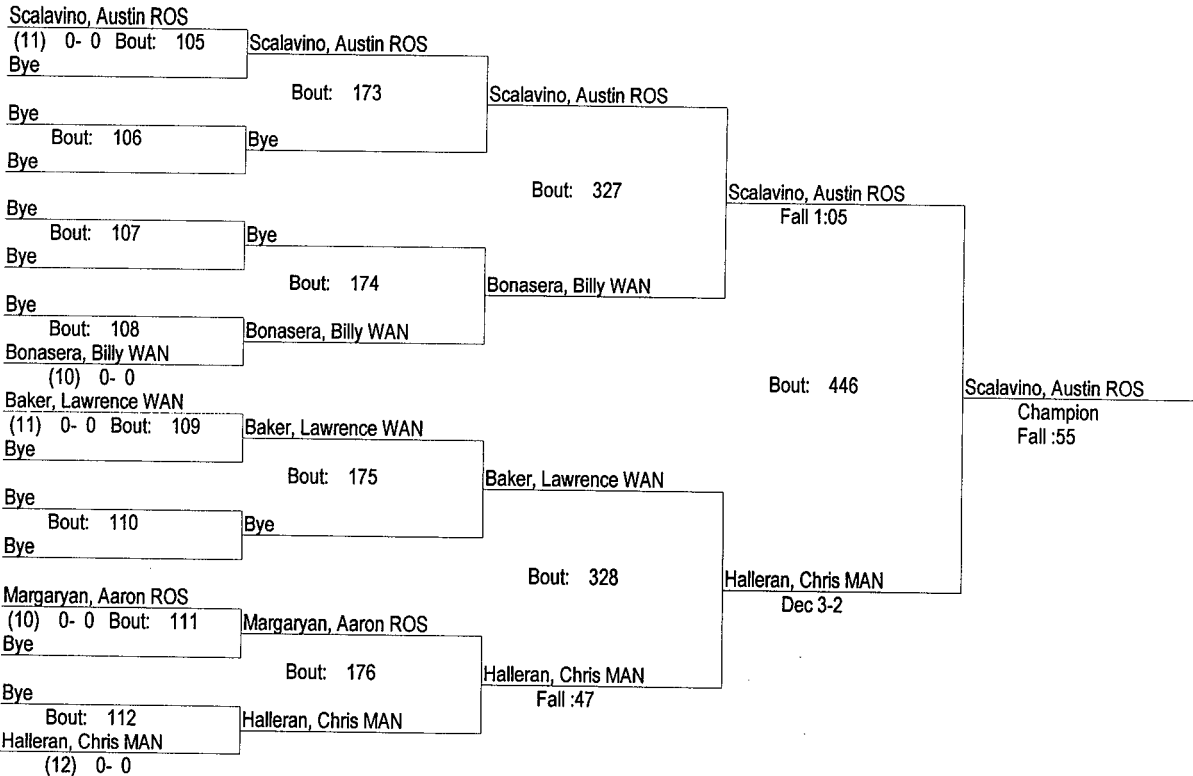 Scalavino, Austin ROS
(11) 0- 0 Bout: 105
Bye
Bye
Bout: 106
Bye
Bye
Bout: 107
Bye
Bye
Bout: 108
Bonasera, Billy WAN
(10) 0- 0
Baker, Lawrence WAN
(11) 0- 0 Bout: 109
Bye
Bye
Bout: 110
Bye
Margaryan, Aaron ROS
(10) 0- 0 Bout: 111
Bye
Bye
Bout: 112
Halleran, Chris MAN
(12) 0- 0
Scalavino, Austin ROS
Bout: 173
Bye
Bye
Bout: 174
Bonasera, Billy WAN
Baker, Lawrence WAN
Bout: 175
Bye
Margaryan, Aaron ROS
Bout: 176
Halleran, Chris MAN
Scalavino, Austin ROS
Bout: 327
Bonasera, Billy WAN
Baker, Lawrence WAN
Bout: 328
Halleran, Chris MAN
Fall :47
Scalavino, Austin ROS
Fall 1:05
Bout: 446
Halleran, Chris MAN
Dec 3-2
Scalavino, Austin ROS
Champion
Fall :55